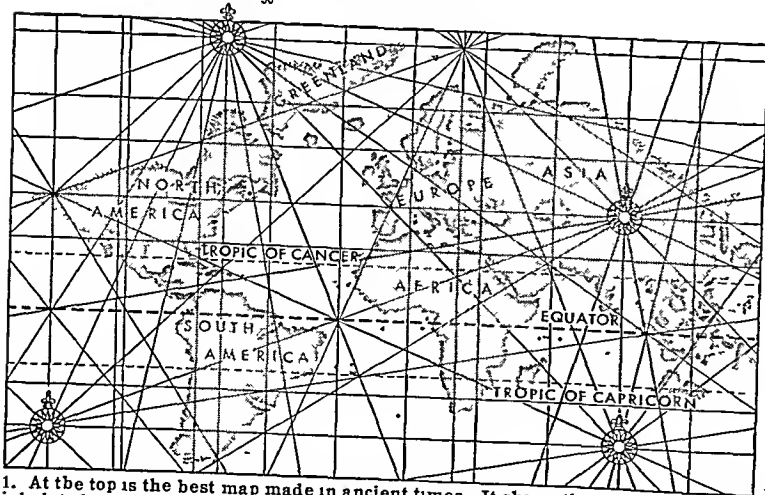 GREENLAND
NORTH
AMERICA
EUROPE
ASIA
TROPIC OF CANCER
AFRICA
EQUATOR
SOUTH
AMERICA
TROPIC OF CAPRICORN
1. At the top is the best map made in ancient times. It